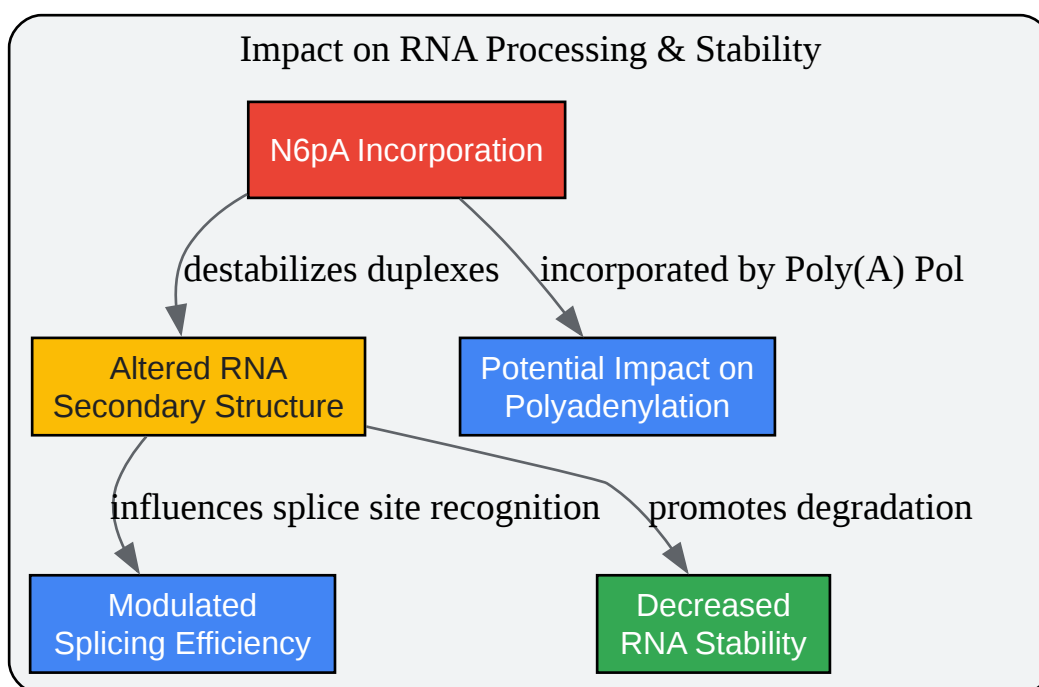 Impact on RNA Processing & Stability
N6pA Incorporation
destabilizes duplexes
incorporated by Poly(A) Pol
Altered RNA
Secondary Structure
Potential Impact on
Polyadenylation
influences splice site recognition
promotes degradation
Modulated
Splicing Efficiency
Decreased
RNA Stability